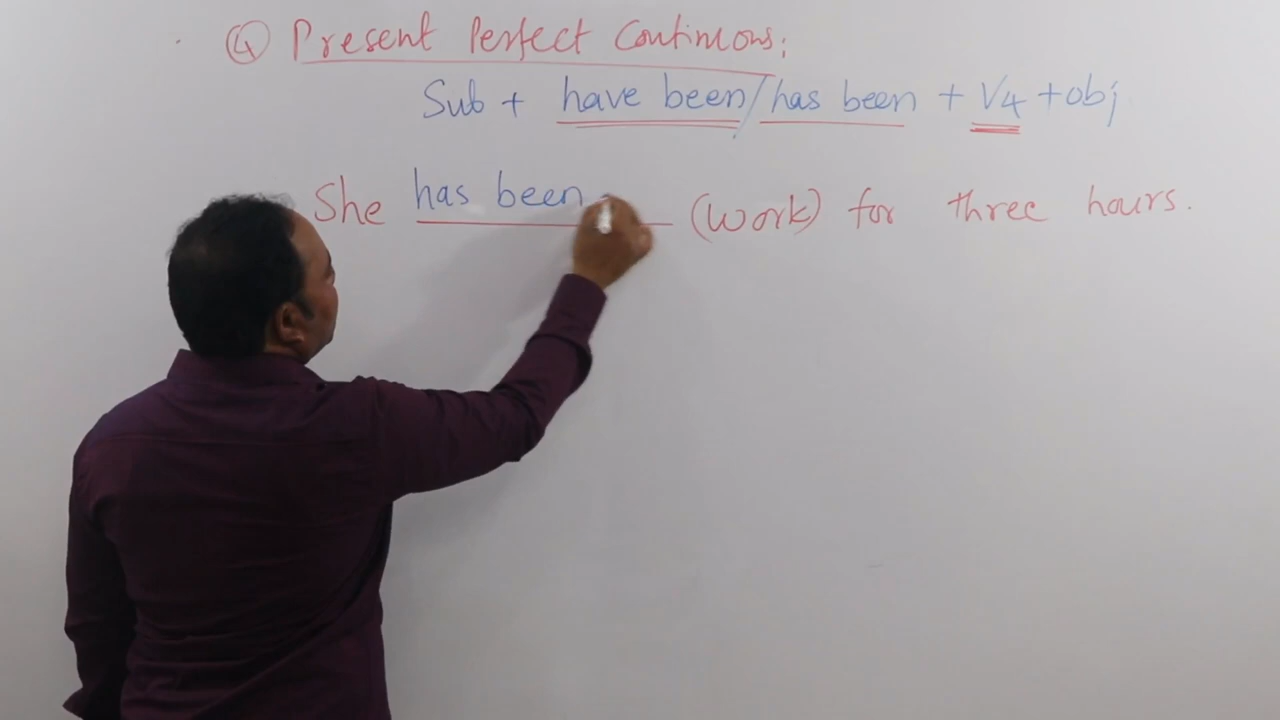 ④ Present Perfect Continuous:
Sub + have been/has been + V4 + obj
She has been (work) for three hours.